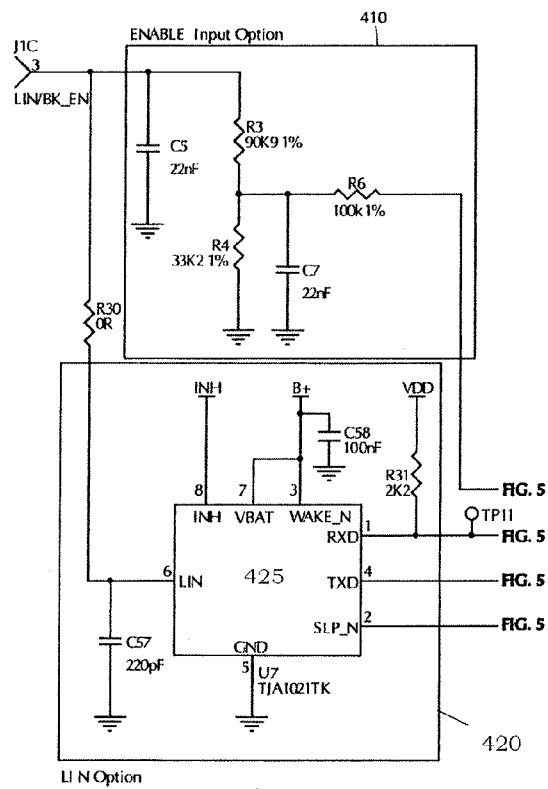 410
ENABLE Input Option
J1C
3
LIN/BK_EN
C5
22nF
R3
90K9 1%
R6
100k 1%
R4
33K2 1%
C7
22nF
R30
0R
INH
B+
VDD
C58
100nF
R31
2K2
FIG. 5
8
7
3
INH
VBAT
WAKE_N
TP11
RXD
1
FIG. 5
6
LIN
425
TXD
4
FIG. 5
SLP_N
2
FIG. 5
C57
220pF
GND
5
U7
TJA1021TK
420
LIN Option